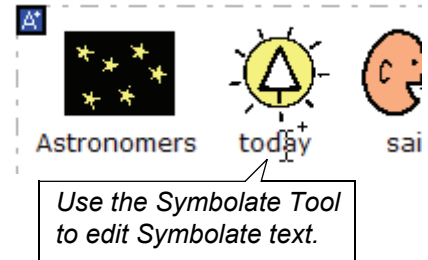 A+
Astronomers today sai
Use the Symbolate Tool
to edit Symbolate text.